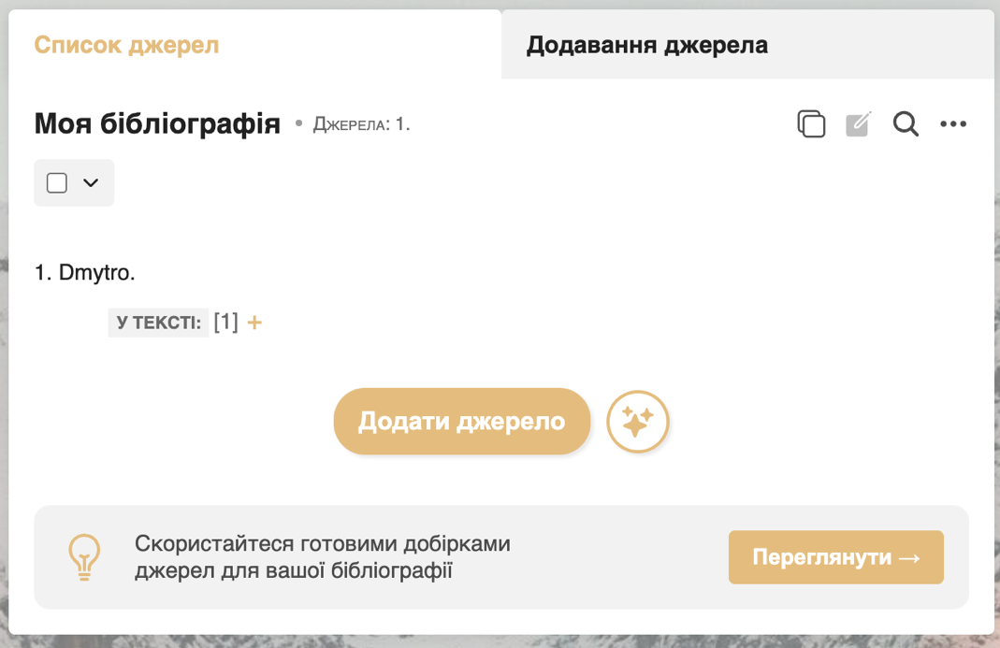 Список джерел
Додавання джерела
Моя бібліографія • Джерела: 1.
1. Dmytro.
У ТЕКСТІ: [1] +
Додати джерело
Скористайтеся готовими добірками
джерел для вашої бібліографії
Переглянути →